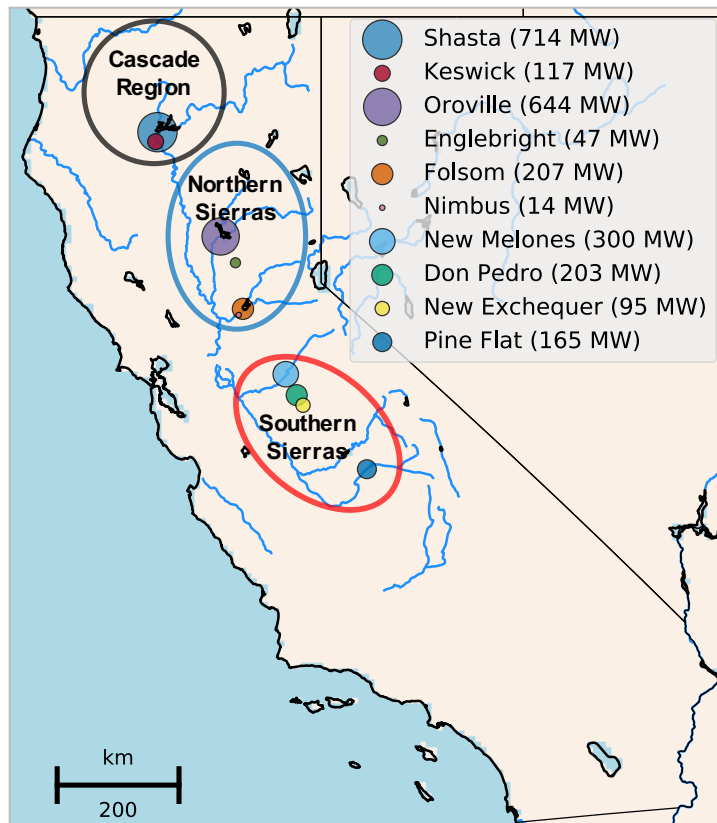 Cascade
Region
Northern
Sierras
Southern
Sierras
Shasta (714 MW)
Keswick (117 MW)
Oroville (644 MW)
Englebright (47 MW)
Folsom (207 MW)
Nimbus (14 MW)
New Melones (300 MW)
Don Pedro (203 MW)
New Exchequer (95 MW)
Pine Flat (165 MW)
km
200